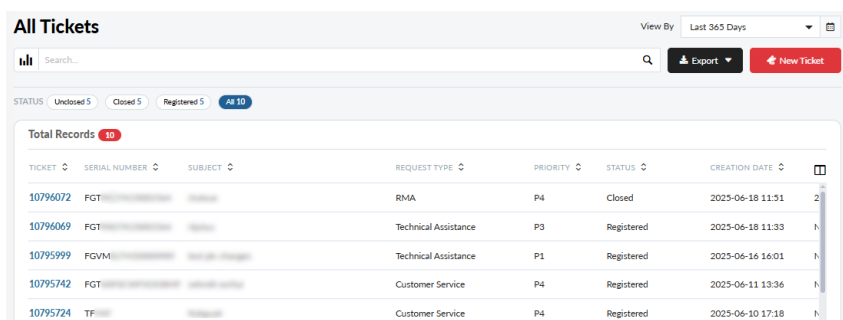 All Tickets
View By Last 365 Days
Search... Export New Ticket
STATUS Unclosed 5 Closed 5 Registered 5 All 10
Total Records 10
TICKET SERIAL NUMBER SUBJECT REQUEST TYPE PRIORITY STATUS CREATION DATE
10796072 FGT RMA P4 Closed 2025-06-18 11:51 2
10796069 FGT Technical Assistance P3 Registered 2025-06-18 11:33
10795999 FGVM Technical Assistance P1 Registered 2025-06-16 16:01
10795742 FGT Customer Service P4 Registered 2025-06-11 13:36
10795724 TF Customer Service P4 Registered 2025-06-10 17:18